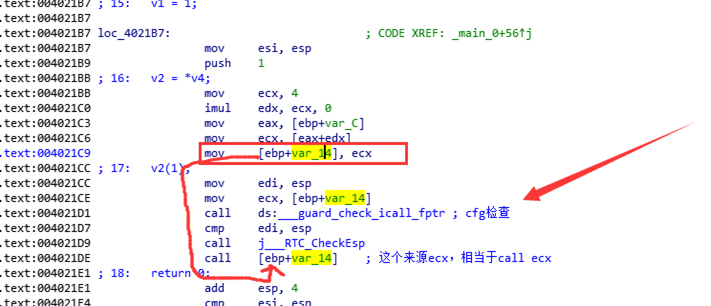 .text:004021B7 ; 15:   v1 = 1;
.text:004021B7
.text:004021B7 loc_4021B7:                             ; CODE XREF: _main_0+56↑j
.text:004021B7                 mov     esi, esp
.text:004021B9                 push    1
.text:004021BB ; 16:   v2 = *v4;
.text:004021BB                 mov     ecx, 4
.text:004021C0                 imul    edx, ecx, 0
.text:004021C3                 mov     eax, [ebp+var_C]
.text:004021C6                 mov     ecx, [eax+edx]
.text:004021C9                 mov     [ebp+var_14], ecx
.text:004021CC ; 17:   v2(1);
.text:004021CC                 mov     edi, esp
.text:004021CE                 mov     ecx, [ebp+var_14]
.text:004021D1                 call    ds:___guard_check_icall_fptr ; cfg检查
.text:004021D7                 cmp     edi, esp
.text:004021D9                 call    j___RTC_CheckEsp
.text:004021DE                 call    [ebp+var_14]    ; 这个来源ecx，相当于call ecx
.text:004021E1 ; 18:   return 0;
.text:004021E1                 add     esp, 4
.text:004021E4                 cmp     esi, esp